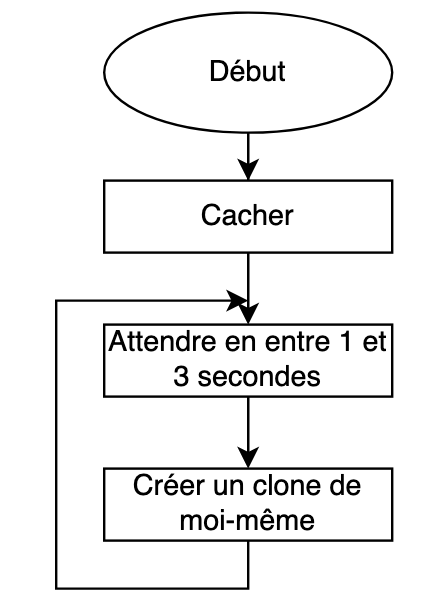 Début
Cacher
Attendre en entre 1 et
3 secondes
Créer un clone de
moi-même